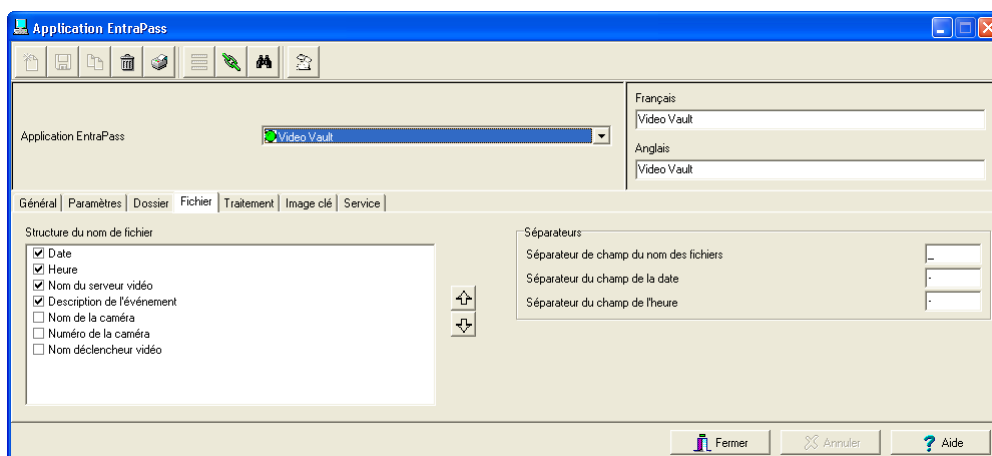 Application EntraPass
Français
Video Vault
Application EntraPass
Video Vault
Anglais
Video Vault
Général
Paramètres
Dossier
Fichier
Traitement
Image clé
Service
Structure du nom de fichier
Date
Heure
Nom du serveur vidéo
Description de l'événement
Nom de la caméra
Numéro de la caméra
Nom déclencheur vidéo
Séparateurs
Séparateur de champ du nom des fichiers
_
Séparateur du champ de la date
-
Séparateur du champ de l'heure
-
Fermer
Annuler
Aide